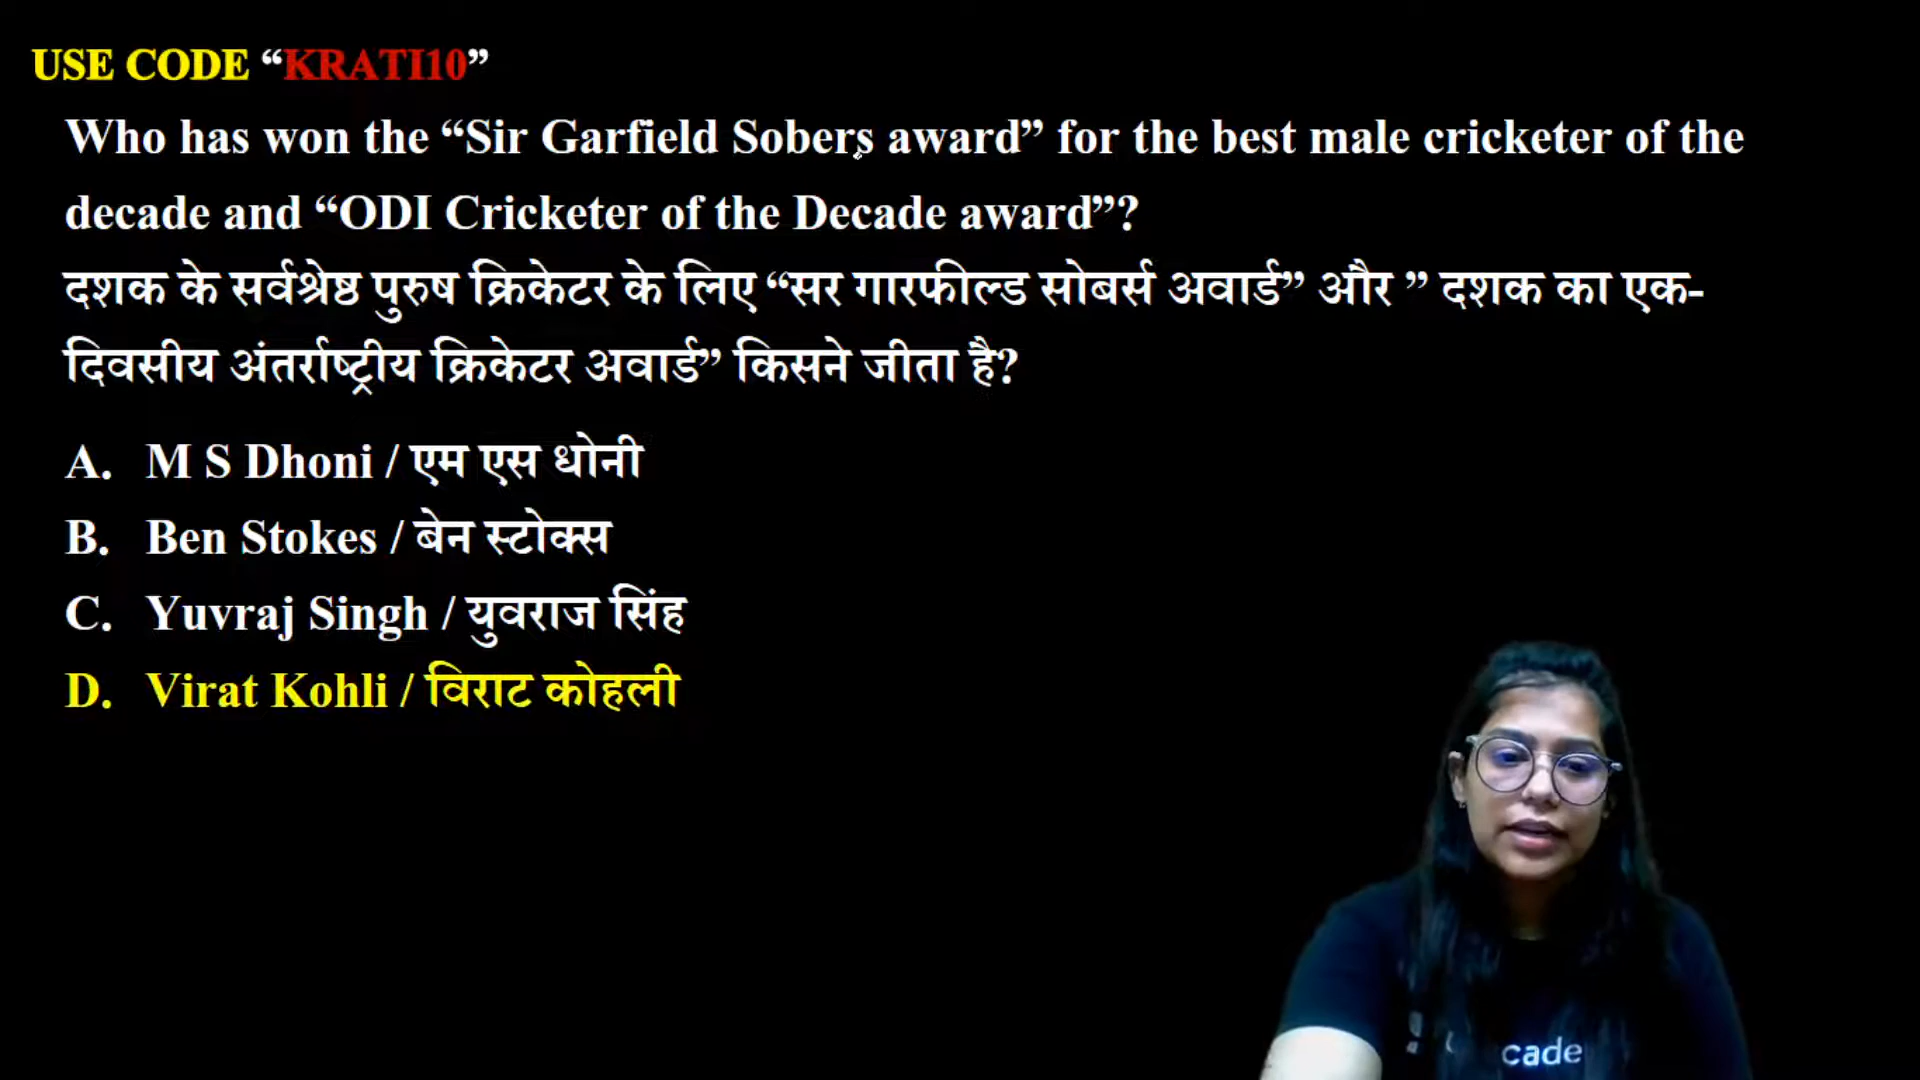 USE CODE “KRATI10”
Who has won the “Sir Garfield Sobers award” for the best male cricketer of the
decade and “ODI Cricketer of the Decade award”?
दशक के सर्वश्रेष्ठ पुरुष क्रिकेटर के लिए “सर गारफील्ड सोबर्स अवार्ड” और ” दशक का एक-
दिवसीय अंतर्राष्ट्रीय क्रिकेटर अवार्ड” किसने जीता है?
A. M S Dhoni / एम एस धोनी
B. Ben Stokes / बेन स्टोक्स
C. Yuvraj Singh / युवराज सिंह
D. Virat Kohli / विराट कोहली
cade